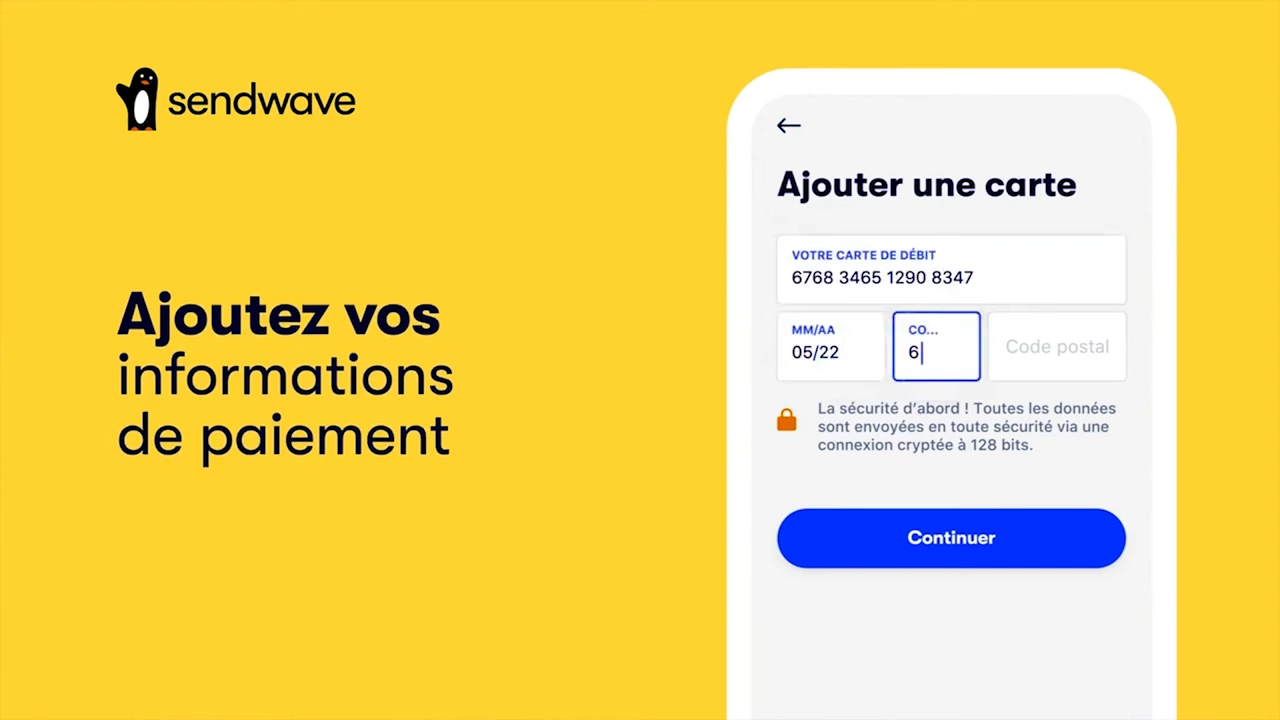 sendwave
Ajoutez vos
informations
de paiement
Ajouter une carte
VOTRE CARTE DE DÉBIT
6768 3465 1290 8347
MM/AA
05/22
CO...
6
Code postal
La sécurité d'abord ! Toutes les données
sont envoyées en toute sécurité via une
connexion cryptée à 128 bits.
Continuer